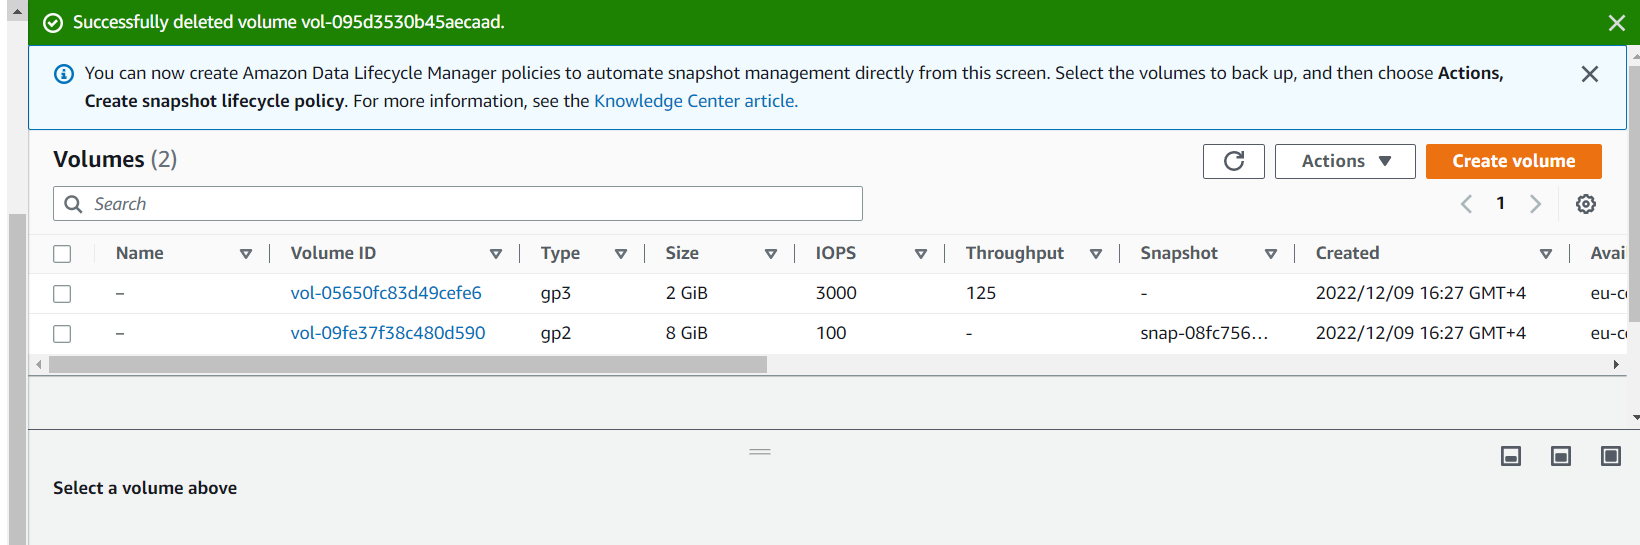 Successfully deleted volume vol-095d3530b45aecaad.
You can now create Amazon Data Lifecycle Manager policies to automate snapshot management directly from this screen. Select the volumes to back up, and then choose Actions,
Create snapshot lifecycle policy. For more information, see the Knowledge Center article.
Volumes (2)
Actions
Create volume
Search
1
Name Volume ID Type Size IOPS Throughput Snapshot Created Avai
– vol-05650fc83d49cefe6 gp3 2 GiB 3000 125 - 2022/12/09 16:27 GMT+4 eu-c
– vol-09fe37f38c480d590 gp2 8 GiB 100 - snap-08fc756... 2022/12/09 16:27 GMT+4 eu-c
Select a volume above